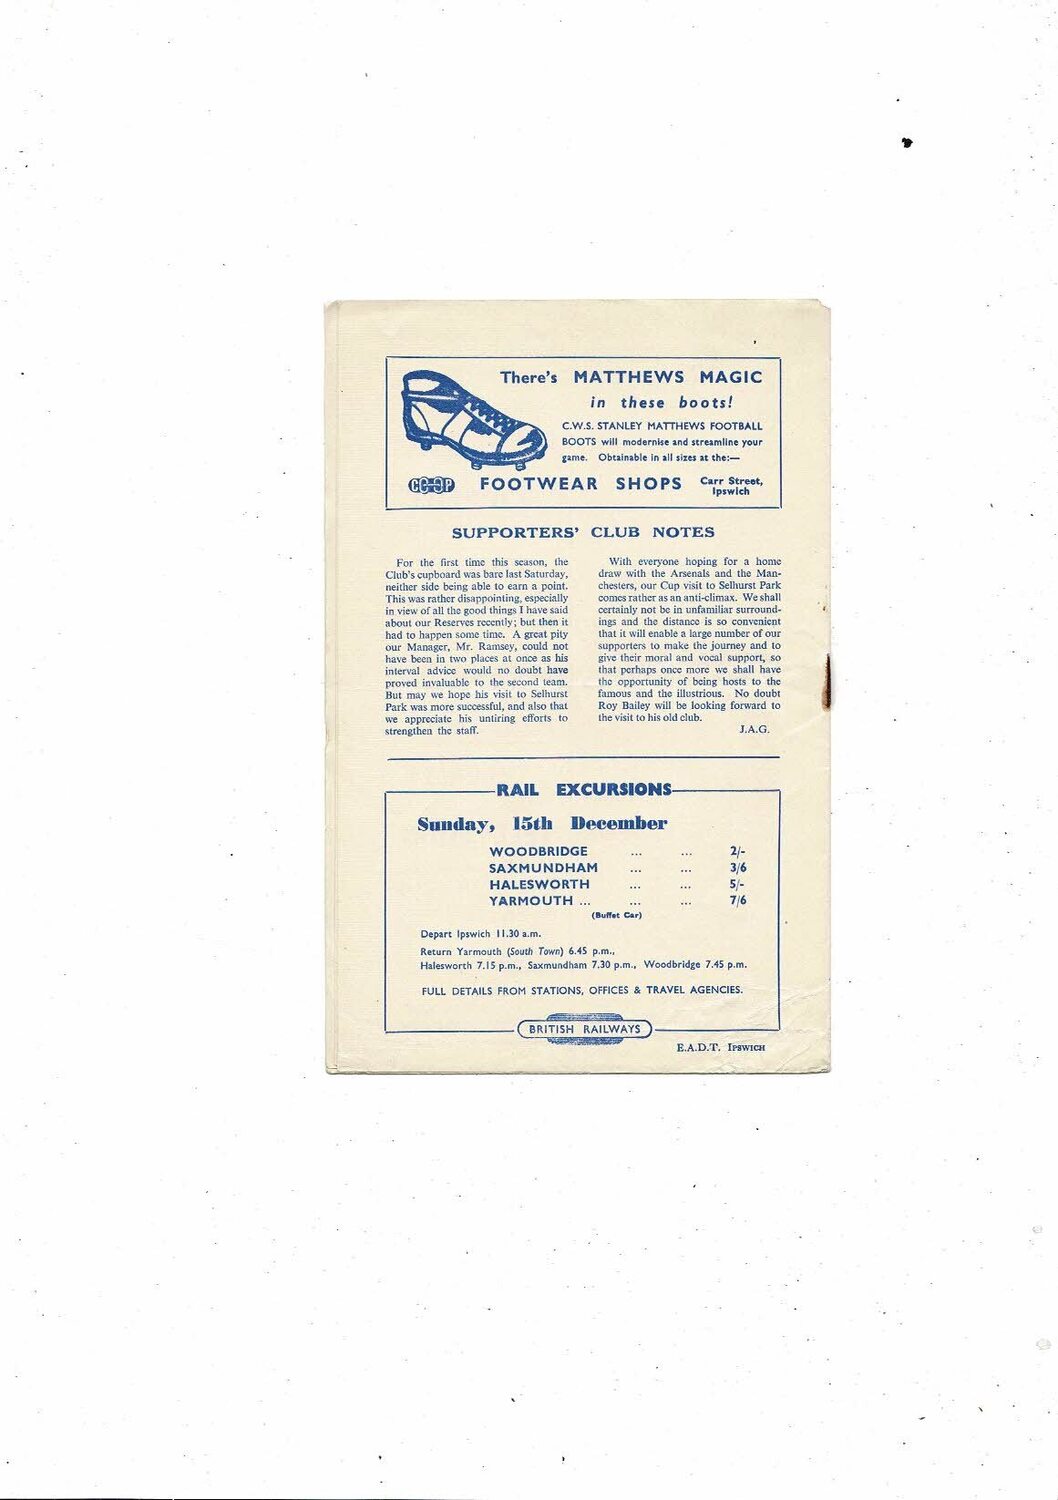 There's MATTHEWS MAGIC
in these boots!
C.W.S. STANLEY MATTHEWS FOOTBALL
BOOTS will modernise and streamline your
game. Obtainable in all sizes at the:—
CO-OP FOOTWEAR SHOPS Carr Street,
Ipswich
SUPPORTERS' CLUB NOTES
For the first time this season, the
Club's cupboard was bare last Saturday,
neither side being able to earn a point.
This was rather disappointing, especially
in view of all the good things I have said
about our Reserves recently; but then it
had to happen some time. A great pity
our Manager, Mr. Ramsey, could not
have been in two places at once as his
interval advice would no doubt have
proved invaluable to the second team.
But may we hope his visit to Selhurst
Park was more successful, and also that
we appreciate his untiring efforts to
strengthen the staff.
With everyone hoping for a home
draw with the Arsenals and the Man-
chesters, our Cup visit to Selhurst Park
comes rather as an anti-climax. We shall
certainly not be in unfamiliar surround-
ings and the distance is so convenient
that it will enable a large number of our
supporters to make the journey and to
give their moral and vocal support, so
that perhaps once more we shall have
the opportunity of being hosts to the
famous and the illustrious. No doubt
Roy Bailey will be looking forward to
the visit to his old club.
J.A.G.
RAIL EXCURSIONS
Sunday, 15th December
WOODBRIDGE ... ... 2/-
SAXMUNDHAM ... ... 3/6
HALESWORTH ... ... 5/-
YARMOUTH ... ... ... 7/6
(Buffet Car)
Depart Ipswich 11.30 a.m.
Return Yarmouth (South Town) 6.45 p.m.,
Halesworth 7.15 p.m., Saxmundham 7.30 p.m., Woodbridge 7.45 p.m.
FULL DETAILS FROM STATIONS, OFFICES & TRAVEL AGENCIES.
BRITISH RAILWAYS
E.A.D.T. IPSWICH